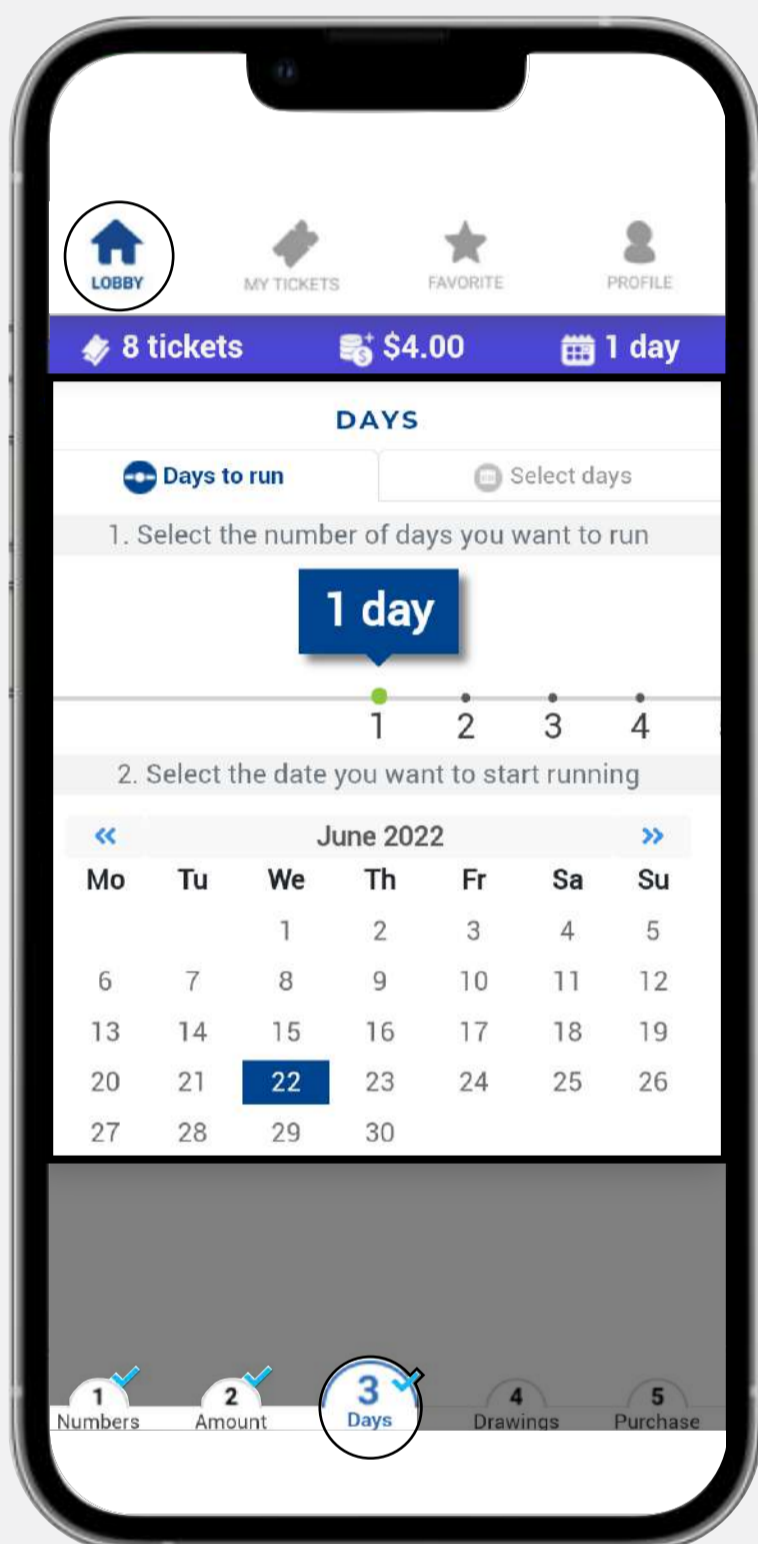 LOBBY MY TICKETS FAVORITE PROFILE
8 tickets $4.00 1 day
DAYS
Days to run Select days
1. Select the number of days you want to run
1 day
1 2 3 4
2. Select the date you want to start running
« June 2022 »
Mo Tu We Th Fr Sa Su
1 2 3 4 5
6 7 8 9 10 11 12
13 14 15 16 17 18 19
20 21 22 23 24 25 26
27 28 29 30
1 2 3 4 5
Numbers Amount Days Drawings Purchase